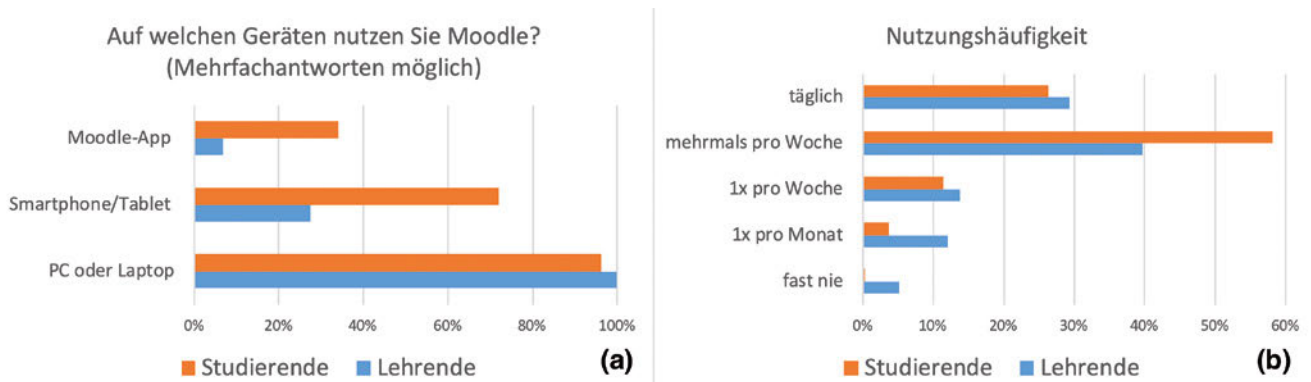 Auf welchen Geräten nutzen Sie Moodle?
(Mehrfachantworten möglich)
Moodle-App
Smartphone/Tablet
PC oder Laptop
0% 20% 40% 60% 80% 100%
Studierende Lehrende (a)
Nutzungshäufigkeit
täglich
mehrmals pro Woche
1x pro Woche
1x pro Monat
fast nie
0% 10% 20% 30% 40% 50% 60%
Studierende Lehrende (b)